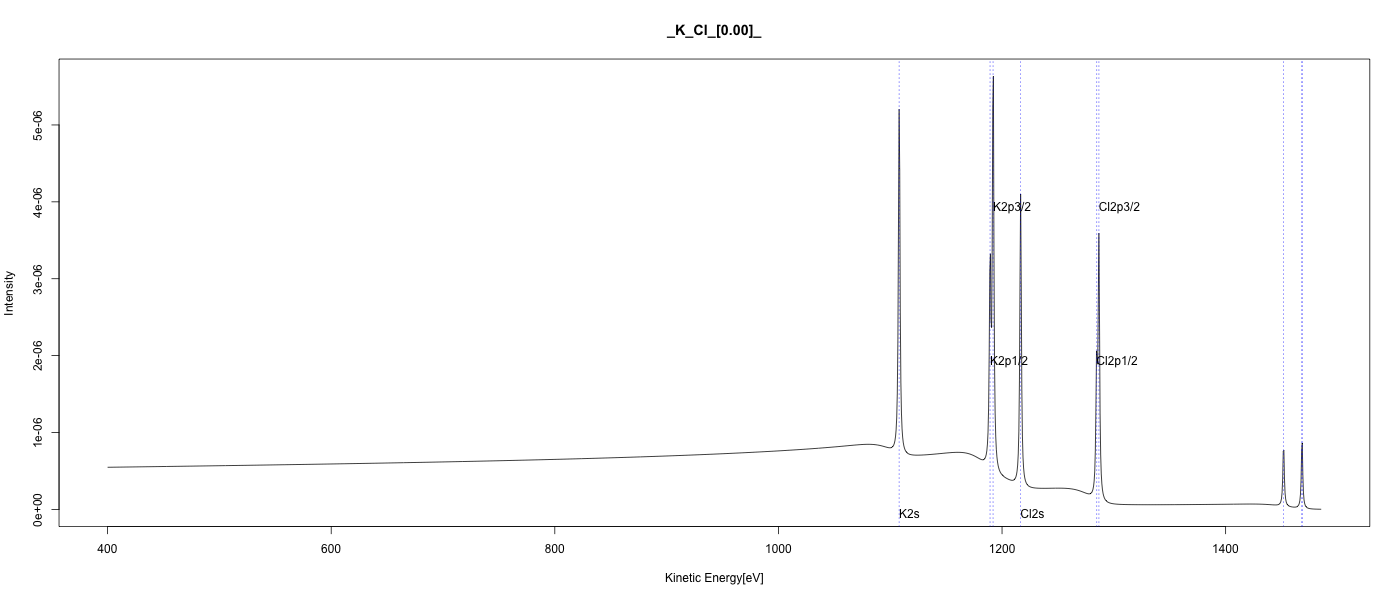 _K_Cl_[0.00]_
5e-06
4e-06
3e-06
2e-06
1e-06
0e+00
Intensity
K2p3/2
Cl2p3/2
K2p1/2
Cl2p1/2
K2s
Cl2s
400
600
800
1000
1200
1400
Kinetic Energy[eV]